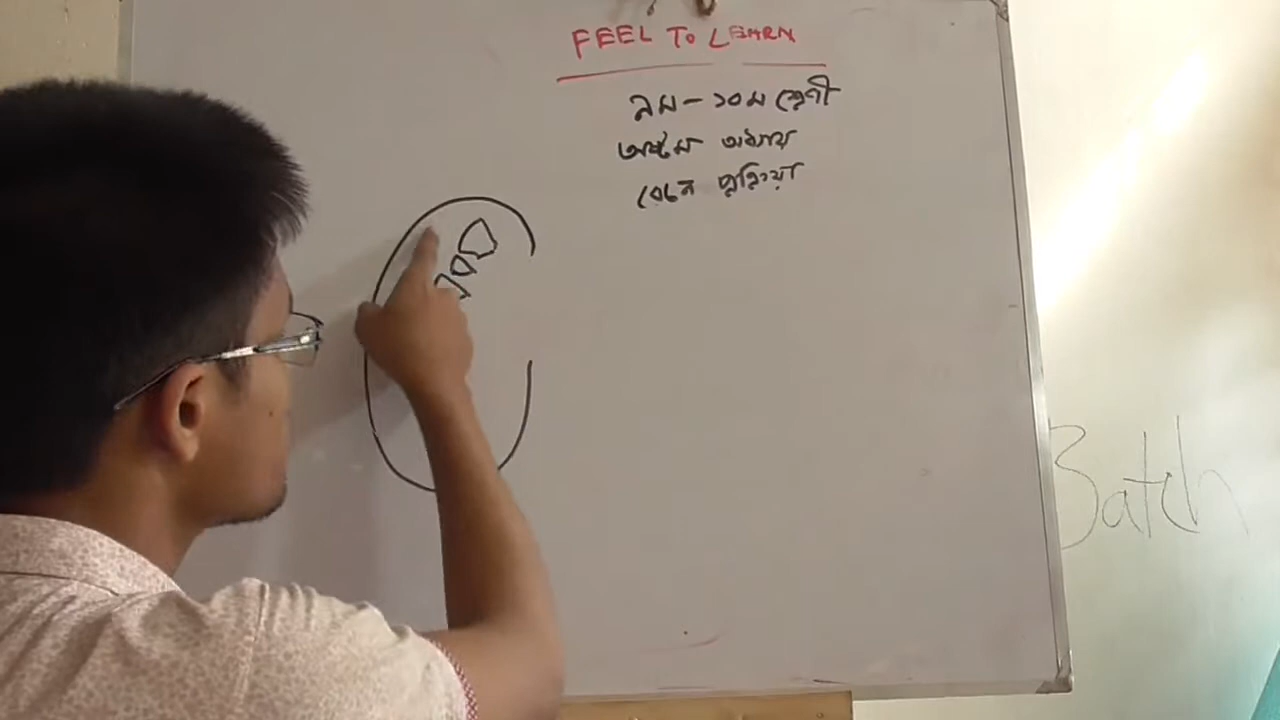 FEEL TO LEARN
৯ম - ১০ম শ্রেণী
অষ্টম অধ্যায়
রেচন প্রক্রিয়া
Batch